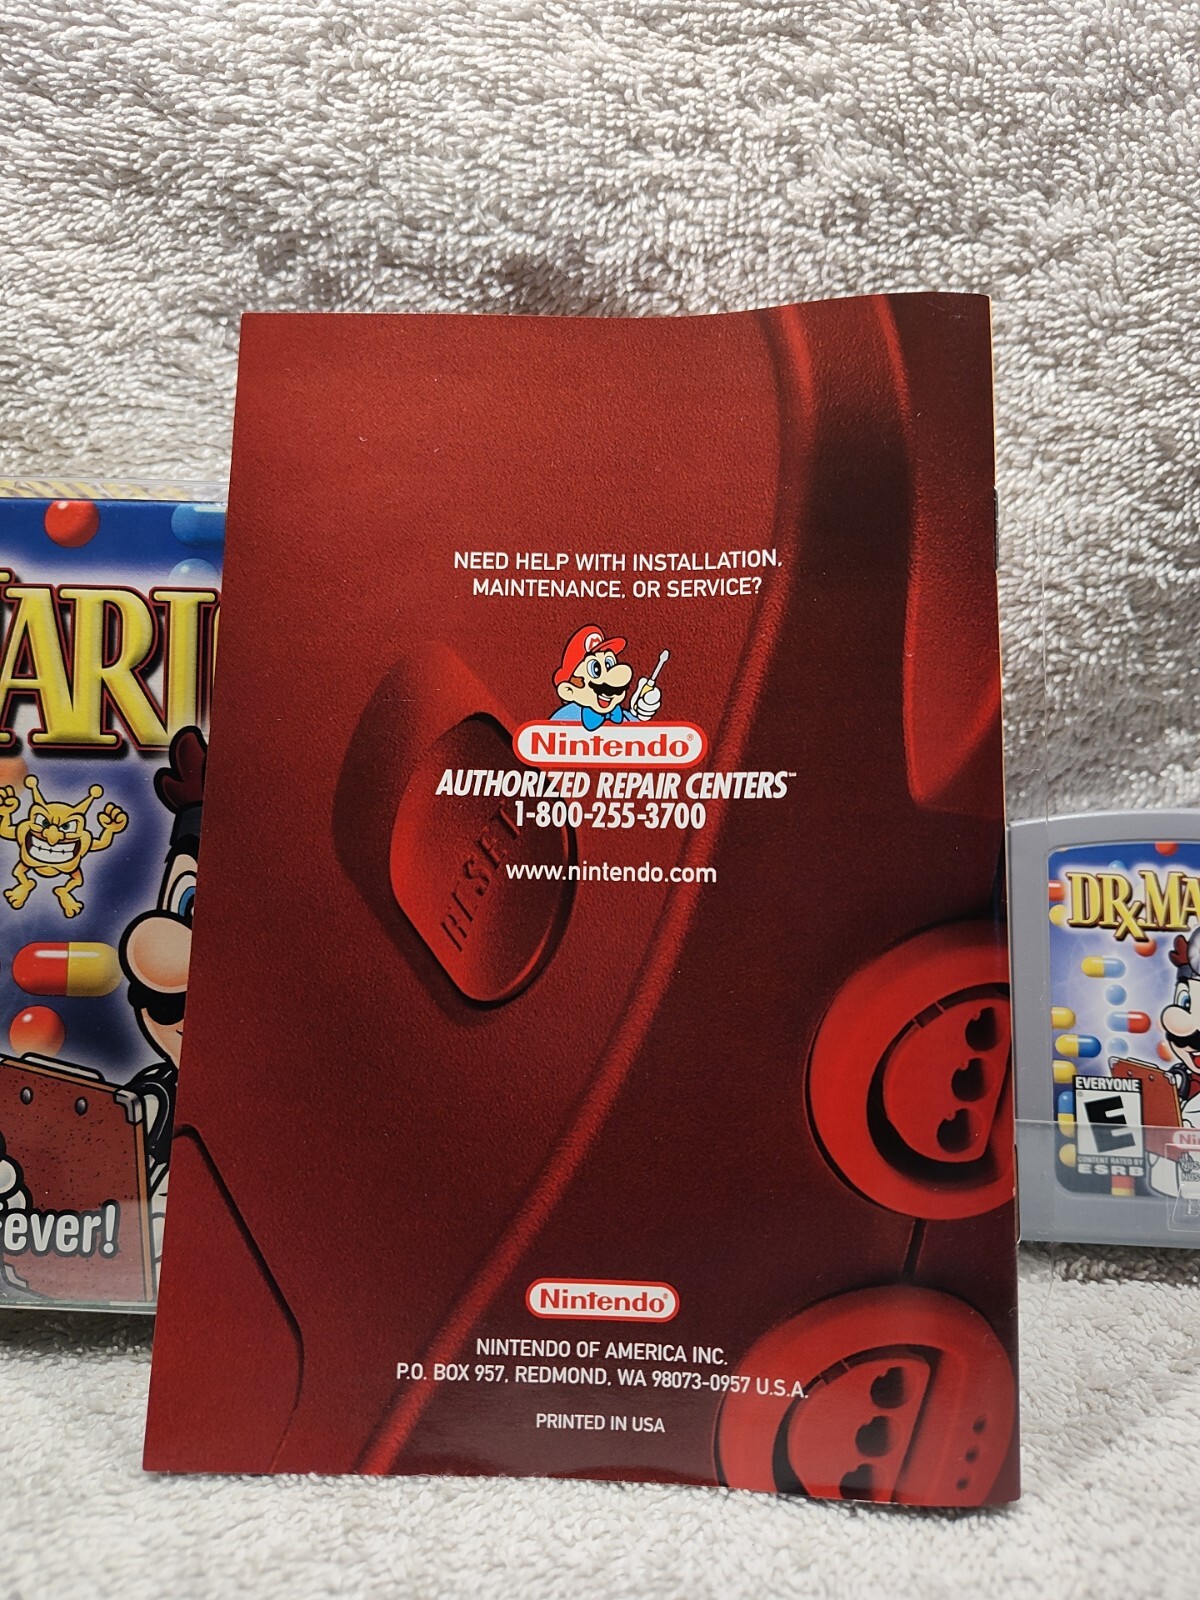 NEED HELP WITH INSTALLATION,
MAINTENANCE, OR SERVICE?
Nintendo®
AUTHORIZED REPAIR CENTERS℠
1-800-255-3700
www.nintendo.com
RESET
Nintendo®
NINTENDO OF AMERICA INC.
P.O. BOX 957, REDMOND, WA 98073-0957 U.S.A.
PRINTED IN USA
ARI
ever!
DR. MA
EVERYONE
E
CONTENT RATED BY
ESRB